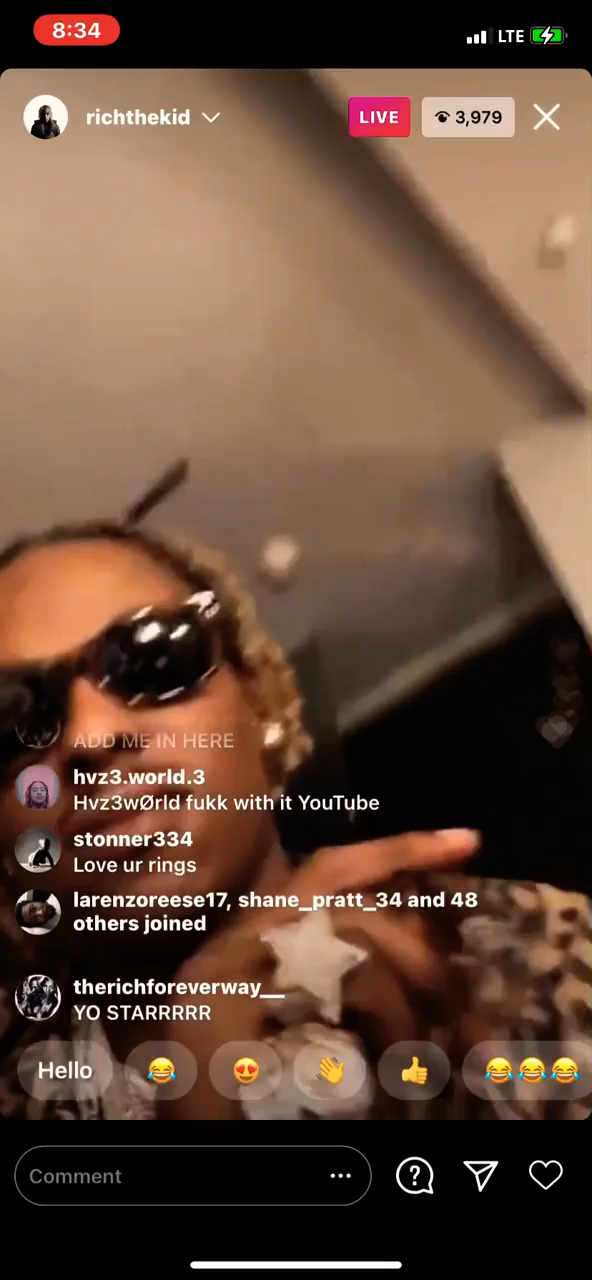 8:34
LTE
richthekid
LIVE
3,979
ADD ME IN HERE
hvz3.world.3
Hvz3wØrld fukk with it YouTube
stonner334
Love ur rings
larenzoreese17, shane_pratt_34 and 48
others joined
therichforeverway__
YO STARRRRR
Hello 😂 😍 👋 👍 😂😂😂
Comment